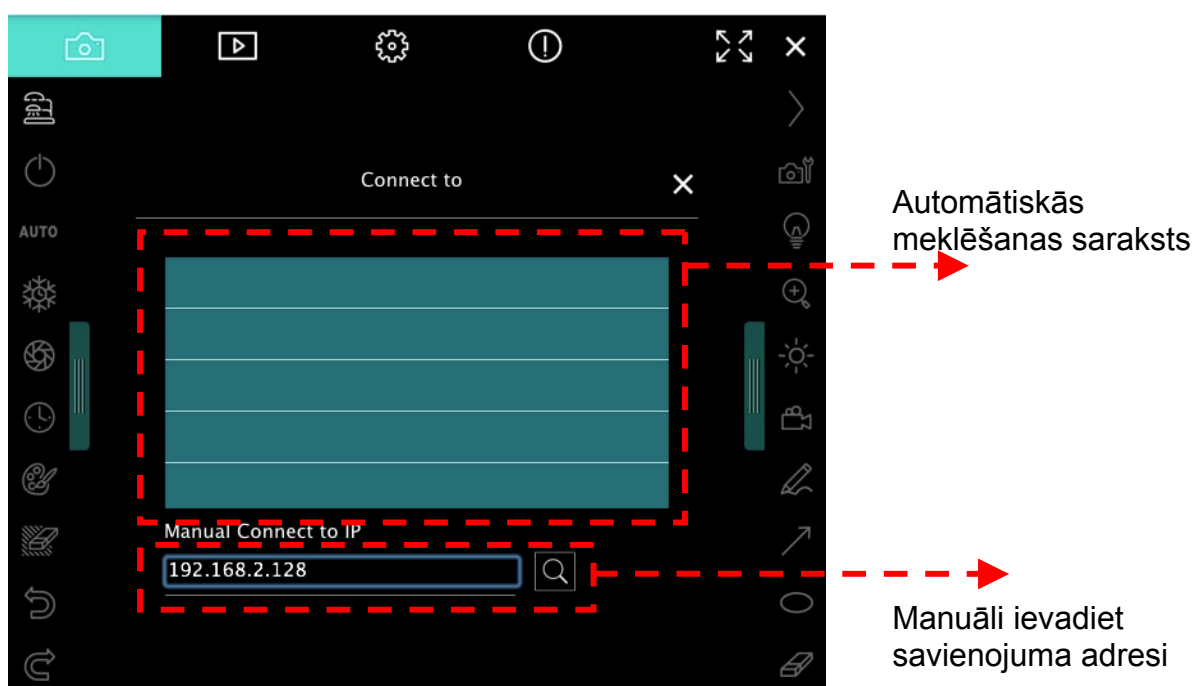 Connect to
AUTO
Automātiskās
meklēšanas saraksts
Manual Connect to IP
192.168.2.128
Manuāli ievadiet
savienojuma adresi